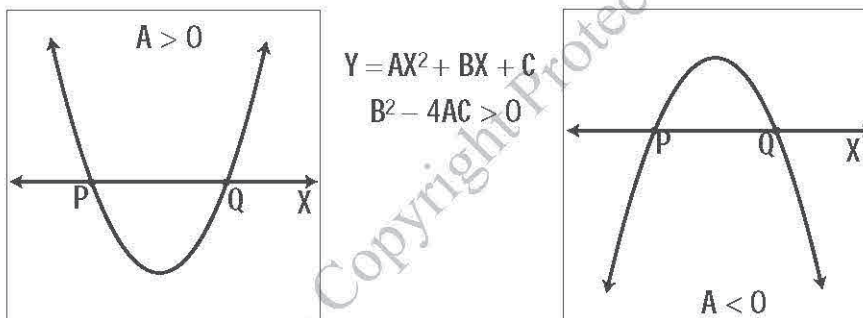 A > 0
P
Q
X
Y = AX² + BX + C
B² – 4AC > 0
P
Q
X
A < 0
Copyright Protec